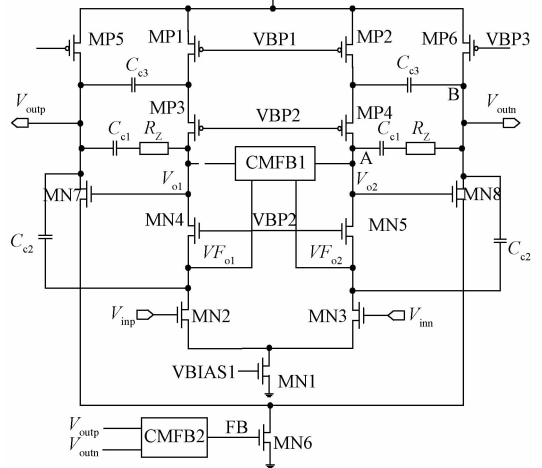 MP5 MP1 VBP1 MP2 MP6 VBP3
Cc3 Cc3
B
Voutp MP3 VBP2 MP4 Voutn
Cc1 RZ A Cc1 RZ
CMFB1
Vo1 Vo2
MN7 MN8
MN4 VBP2 MN5
Cc2 VFo1 VFo2 Cc2
Vinp MN2 MN3 Vinn
VBIAS1 MN1
Voutp FB
CMFB2
Voutn MN6